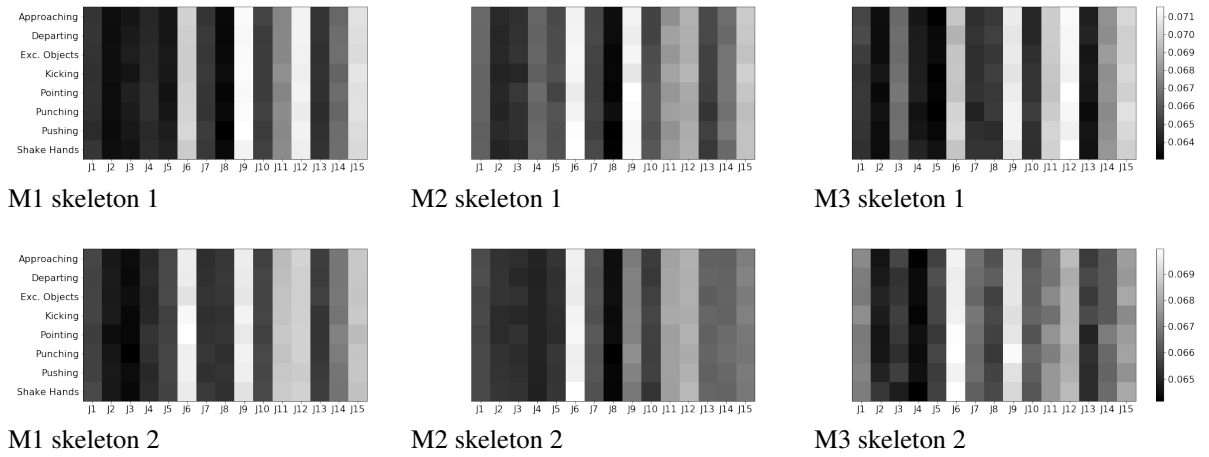 Approaching
Departing
Exc. Objects
Kicking
Pointing
Punching
Pushing
Shake Hands
J1 J2 J3 J4 J5 J6 J7 J8 J9 J10 J11 J12 J13 J14 J15
J1 J2 J3 J4 J5 J6 J7 J8 J9 J10 J11 J12 J13 J14 J15
J1 J2 J3 J4 J5 J6 J7 J8 J9 J10 J11 J12 J13 J14 J15
0.071
0.070
0.069
0.068
0.067
0.066
0.065
0.064
M1 skeleton 1
M2 skeleton 1
M3 skeleton 1
Approaching
Departing
Exc. Objects
Kicking
Pointing
Punching
Pushing
Shake Hands
J1 J2 J3 J4 J5 J6 J7 J8 J9 J10 J11 J12 J13 J14 J15
J1 J2 J3 J4 J5 J6 J7 J8 J9 J10 J11 J12 J13 J14 J15
J1 J2 J3 J4 J5 J6 J7 J8 J9 J10 J11 J12 J13 J14 J15
0.069
0.068
0.067
0.066
0.065
M1 skeleton 2
M2 skeleton 2
M3 skeleton 2